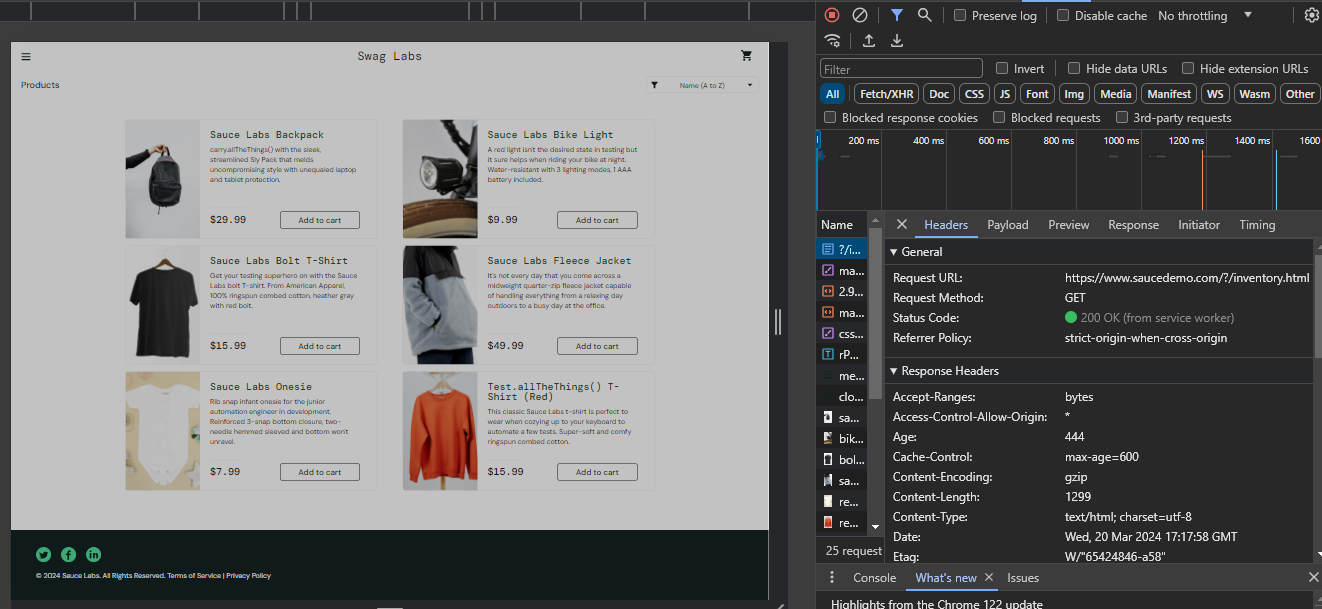 Swag Labs
Products
Name (A to Z)
Sauce Labs Backpack
carry.allTheThings() with the sleek,
streamlined Sly Pack that melds
uncompromising style with unequaled laptop
and tablet protection.
$29.99
Add to cart
Sauce Labs Bike Light
A red light isn't the desired state in testing but
it sure helps when riding your bike at night.
Water-resistant with 3 lighting modes, 1 AAA
battery included.
$9.99
Add to cart
Sauce Labs Bolt T-Shirt
Get your testing superhero on with the Sauce
Labs bolt T-shirt. From American Apparel,
100% ringspun combed cotton, heather gray
with red bolt.
$15.99
Add to cart
Sauce Labs Fleece Jacket
It's not every day that you come across a
midweight quarter-zip fleece jacket capable
of handling everything from a relaxing day
outdoors to a busy day at the office.
$49.99
Add to cart
Sauce Labs Onesie
Rib snap infant onesie for the junior
automation engineer in development.
Reinforced 3-snap bottom closure, two-
needle hemmed sleeved and bottom won't
unravel.
$7.99
Add to cart
Test.allTheThings() T-
Shirt (Red)
This classic Sauce Labs t-shirt is perfect to
wear when cozying up to your keyboard to
automate a few tests. Super-soft and comfy
ringspun combed cotton.
$15.99
Add to cart
© 2024 Sauce Labs. All Rights Reserved. Terms of Service | Privacy Policy
Preserve log
Disable cache
No throttling
Filter
Invert
Hide data URLs
Hide extension URLs
All
Fetch/XHR
Doc
CSS
JS
Font
Img
Media
Manifest
WS
Wasm
Other
Blocked response cookies
Blocked requests
3rd-party requests
200 ms
400 ms
600 ms
800 ms
1000 ms
1200 ms
1400 ms
1600
Name
?/i...
ma...
2.9...
ma...
css...
rP...
me...
clo...
sa...
bik...
bol...
sa...
re...
re...
25 request
Headers
Payload
Preview
Response
Initiator
Timing
General
Request URL: https://www.saucedemo.com/?/inventory.html
Request Method: GET
Status Code: 200 OK (from service worker)
Referrer Policy: strict-origin-when-cross-origin
Response Headers
Accept-Ranges: bytes
Access-Control-Allow-Origin: *
Age: 444
Cache-Control: max-age=600
Content-Encoding: gzip
Content-Length: 1299
Content-Type: text/html; charset=utf-8
Date: Wed, 20 Mar 2024 17:17:58 GMT
Etag: W/"65424846-a58"
Console
What's new
Issues
Highlights from the Chrome 122 update